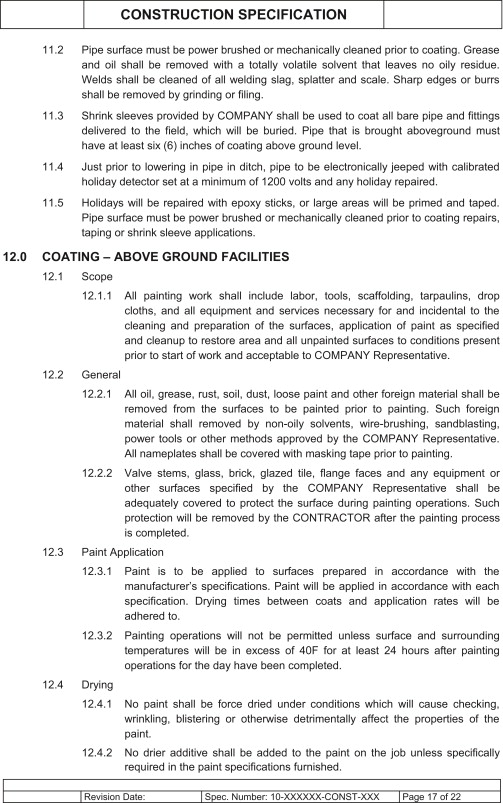 CONSTRUCTION SPECIFICATION
11.2 Pipe surface must be power brushed or mechanically cleaned prior to coating. Grease
and oil shall be removed with a totally volatile solvent that leaves no oily residue.
Welds shall be cleaned of all welding slag, splatter and scale. Sharp edges or burrs
shall be removed by grinding or filing.
11.3 Shrink sleeves provided by COMPANY shall be used to coat all bare pipe and fittings
delivered to the field, which will be buried. Pipe that is brought aboveground must
have at least six (6) inches of coating above ground level.
11.4 Just prior to lowering in pipe in ditch, pipe to be electronically jeeped with calibrated
holiday detector set at a minimum of 1200 volts and any holiday repaired.
11.5 Holidays will be repaired with epoxy sticks, or large areas will be primed and taped.
Pipe surface must be power brushed or mechanically cleaned prior to coating repairs,
taping or shrink sleeve applications.
12.0 COATING – ABOVE GROUND FACILITIES
12.1 Scope
12.1.1 All painting work shall include labor, tools, scaffolding, tarpaulins, drop
cloths, and all equipment and services necessary for and incidental to the
cleaning and preparation of the surfaces, application of paint as specified
and cleanup to restore area and all unpainted surfaces to conditions present
prior to start of work and acceptable to COMPANY Representative.
12.2 General
12.2.1 All oil, grease, rust, soil, dust, loose paint and other foreign material shall be
removed from the surfaces to be painted prior to painting. Such foreign
material shall removed by non-oily solvents, wire-brushing, sandblasting,
power tools or other methods approved by the COMPANY Representative.
All nameplates shall be covered with masking tape prior to painting.
12.2.2 Valve stems, glass, brick, glazed tile, flange faces and any equipment or
other surfaces specified by the COMPANY Representative shall be
adequately covered to protect the surface during painting operations. Such
protection will be removed by the CONTRACTOR after the painting process
is completed.
12.3 Paint Application
12.3.1 Paint is to be applied to surfaces prepared in accordance with the
manufacturer's specifications. Paint will be applied in accordance with each
specification. Drying times between coats and application rates will be
adhered to.
12.3.2 Painting operations will not be permitted unless surface and surrounding
temperatures will be in excess of 40F for at least 24 hours after painting
operations for the day have been completed.
12.4 Drying
12.4.1 No paint shall be force dried under conditions which will cause checking,
wrinkling, blistering or otherwise detrimentally affect the properties of the
paint.
12.4.2 No drier additive shall be added to the paint on the job unless specifically
required in the paint specifications furnished.
Revision Date: Spec. Number: 10-XXXXXX-CONST-XXX Page 17 of 22